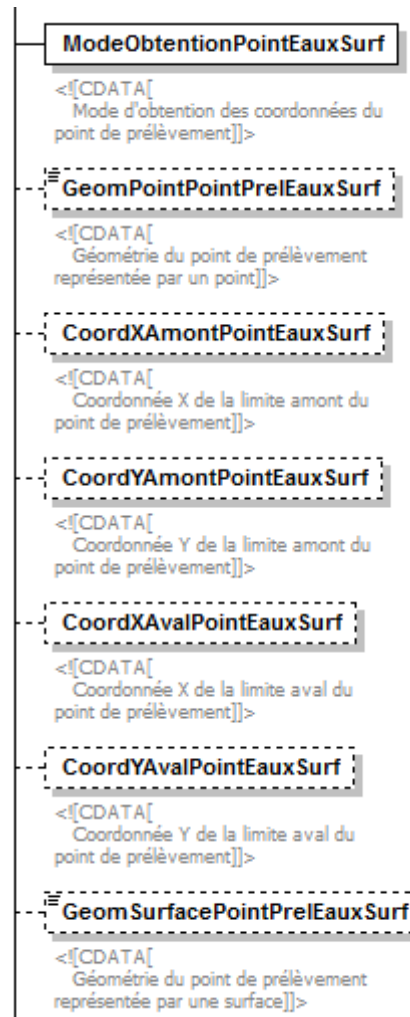 ModeObtentionPointEauxSurf
<![CDATA[
Mode d'obtention des coordonnées du
point de prélèvement]]>
GeomPointPointPrelEauxSurf
<![CDATA[
Géométrie du point de prélèvement
représentée par un point]]>
CoordXAmontPointEauxSurf
<![CDATA[
Coordonnée X de la limite amont du
point de prélèvement]]>
CoordYAmontPointEauxSurf
<![CDATA[
Coordonnée Y de la limite amont du
point de prélèvement]]>
CoordXAvalPointEauxSurf
<![CDATA[
Coordonnée X de la limite aval du
point de prélèvement]]>
CoordYAvalPointEauxSurf
<![CDATA[
Coordonnée Y de la limite aval du
point de prélèvement]]>
GeomSurfacePointPrelEauxSurf
<![CDATA[
Géométrie du point de prélèvement
représentée par une surface]]>